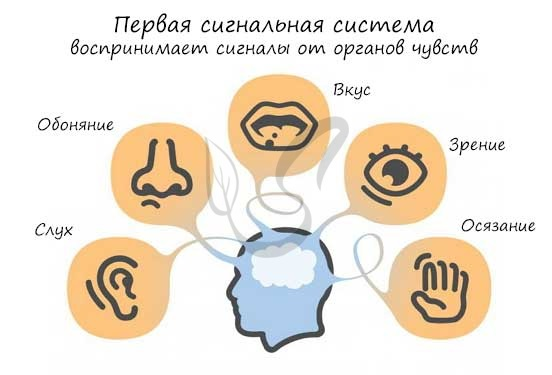 Первая сигнальная система
воспринимает сигналы от органов чувств
Вкус
Обоняние
Зрение
Слух
Осязание